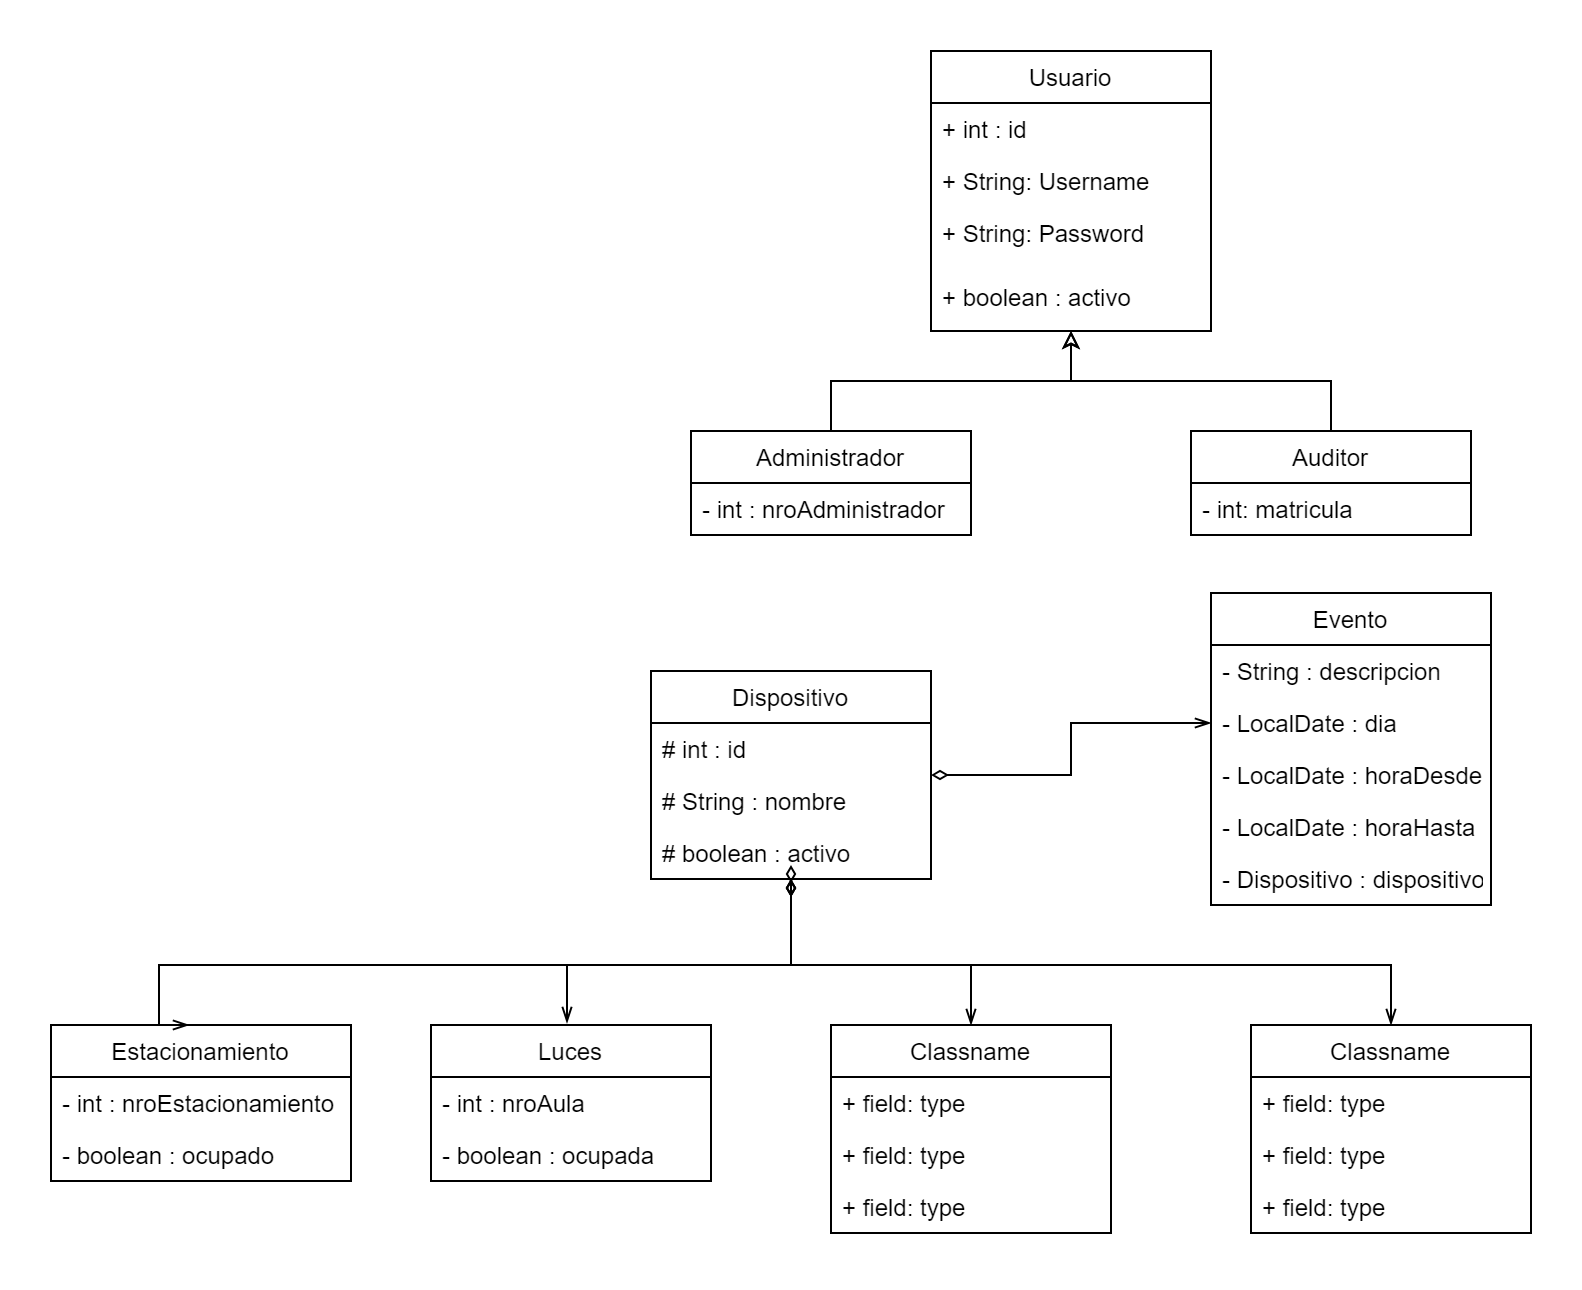 Usuario
+ int : id
+ String: Username
+ String: Password
+ boolean : activo
Administrador
- int : nroAdministrador
Auditor
- int: matricula
Evento
- String : descripcion
- LocalDate : dia
- LocalDate : horaDesde
- LocalDate : horaHasta
- Dispositivo : dispositivo
Dispositivo
# int : id
# String : nombre
# boolean : activo
Estacionamiento
- int : nroEstacionamiento
- boolean : ocupado
Luces
- int : nroAula
- boolean : ocupada
Classname
+ field: type
+ field: type
+ field: type
Classname
+ field: type
+ field: type
+ field: type